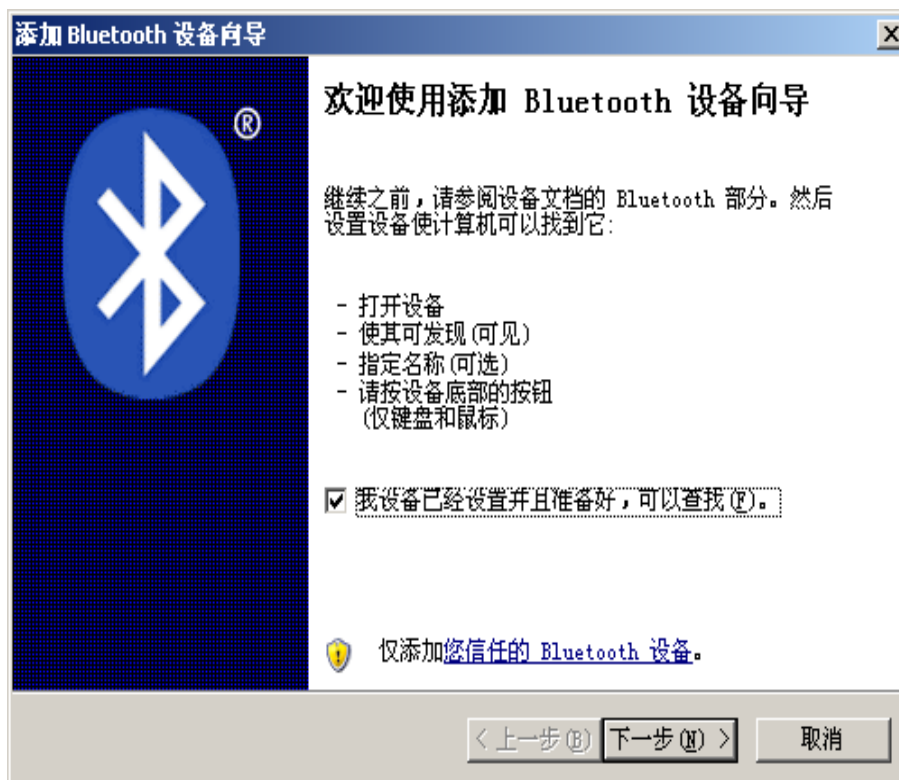 添加 Bluetooth 设备向导
®
欢迎使用添加 Bluetooth 设备向导
继续之前，请参阅设备文档的 Bluetooth 部分。然后
设置设备使计算机可以找到它:
- 打开设备
- 使其可发现(可见)
- 指定名称(可选)
- 请按设备底部的按钮
(仅键盘和鼠标)
我设备已经设置并且准备好，可以查找(F)。
仅添加您信任的 Bluetooth 设备。
< 上一步(B) 下一步(N) > 取消